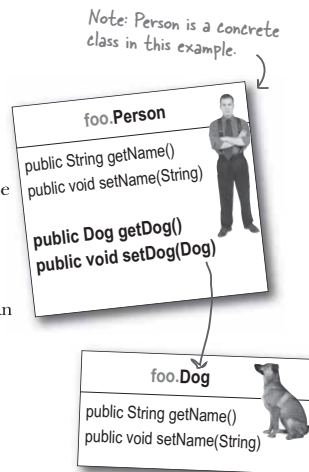 Note: Person is a concrete
class in this example.
foo.Person
public String getName()
public void setName(String)
public Dog getDog()
public void setDog(Dog)
foo.Dog
public String getName()
public void setName(String)